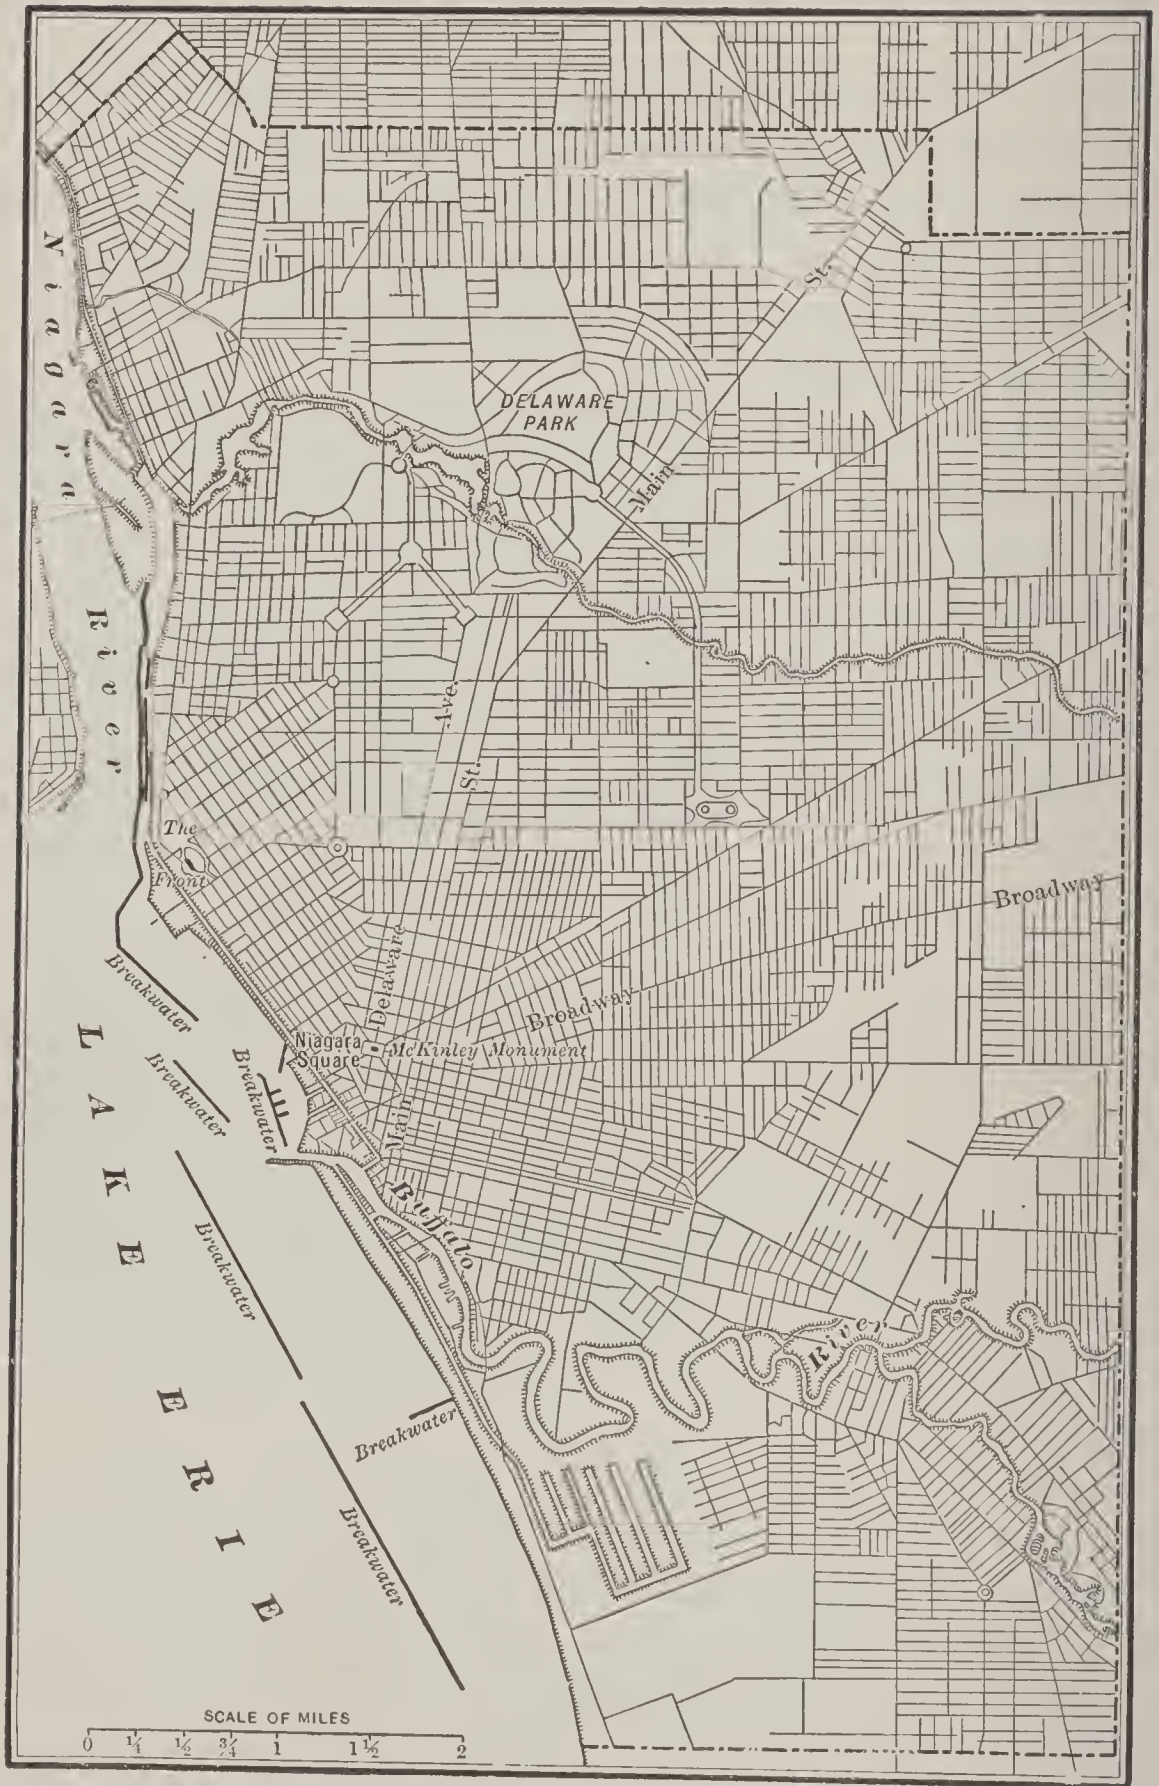 Niagara
River
DELAWARE
PARK
St.
Main
Ave.
St.
The
Front
Broadway
Delaware
Broadway
Breakwater
Niagara
Square
McKinley Monument
Breakwater
Breakwater
Main
Buffalo
River
LAKE ERIE
Breakwater
Breakwater
Breakwater
SCALE OF MILES
0 1/4 1/2 3/4 1 1 1/2 2